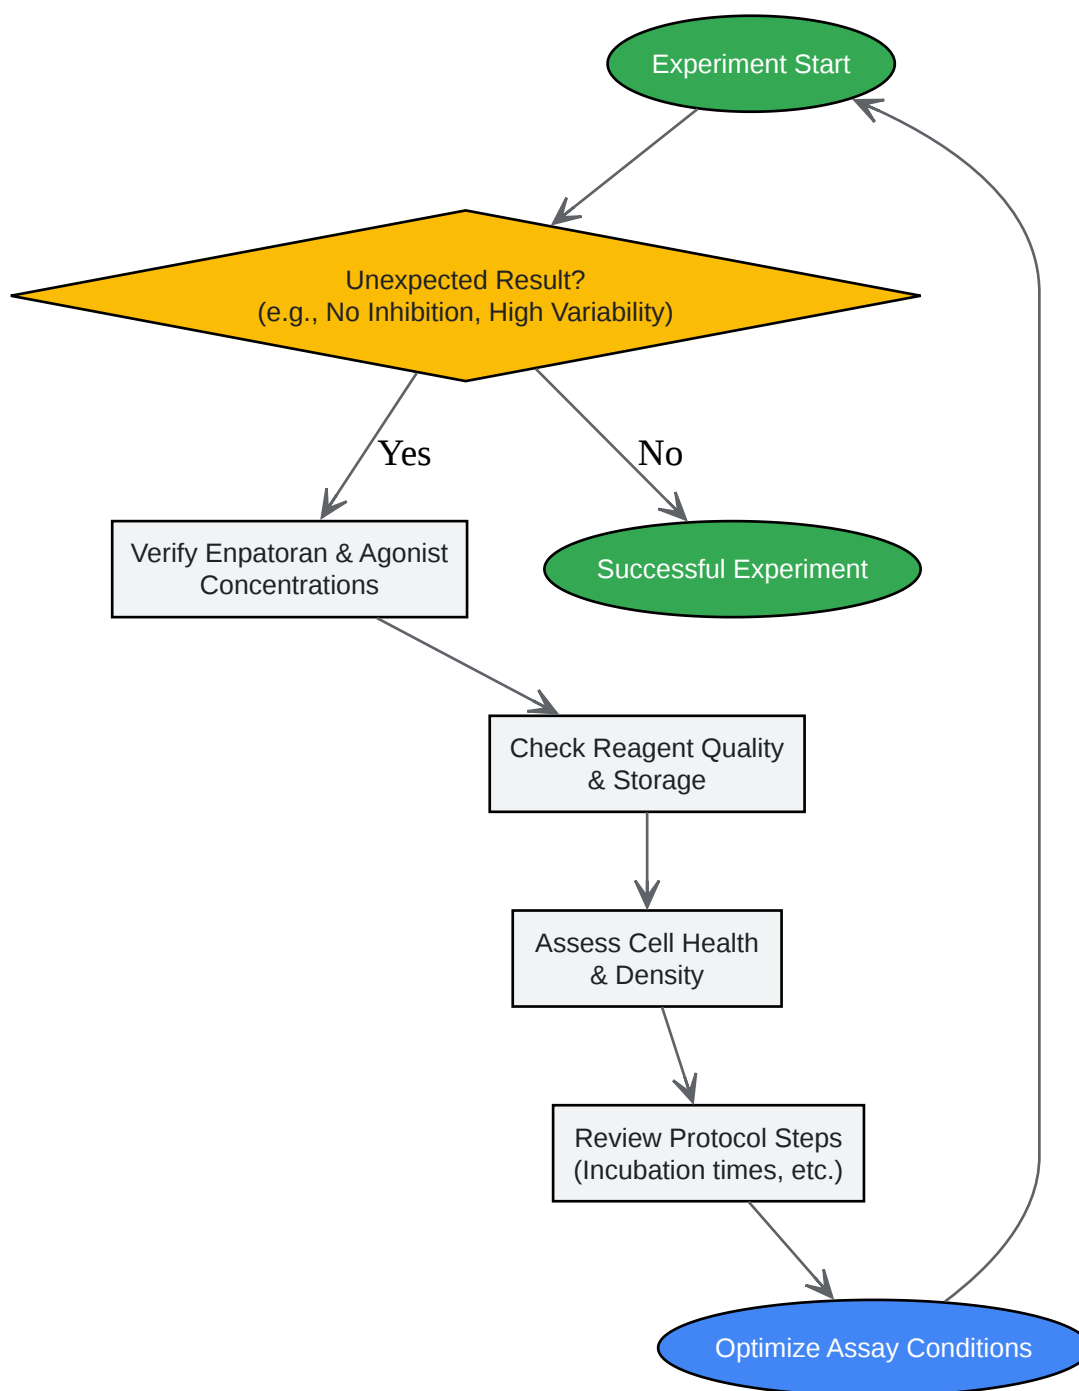 Experiment Start
Unexpected Result?
(e.g., No Inhibition, High Variability)
Yes
No
Verify Enpatoran & Agonist
Concentrations
Successful Experiment
Check Reagent Quality
& Storage
Assess Cell Health
& Density
Review Protocol Steps
(Incubation times, etc.)
Optimize Assay Conditions